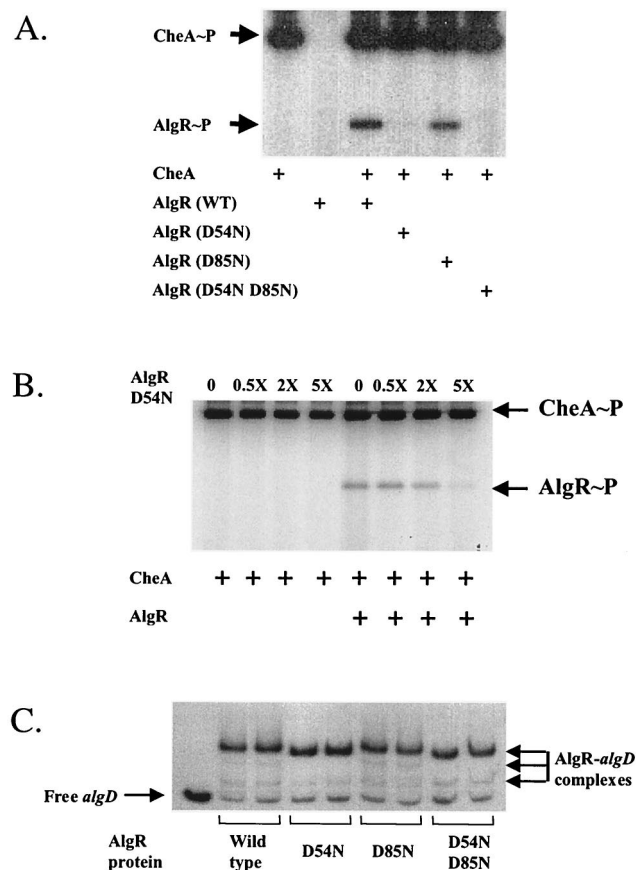 A.
CheA~P
AlgR~P
CheA + + + + +
AlgR (WT) + +
AlgR (D54N) +
AlgR (D85N) +
AlgR (D54N D85N) +
B.
AlgR D54N 0 0.5X 2X 5X 0 0.5X 2X 5X
CheA~P
AlgR~P
CheA + + + + + + + +
AlgR + + + +
C.
Free algD
AlgR-algD
complexes
AlgR protein
Wild type
D54N
D85N
D54N D85N